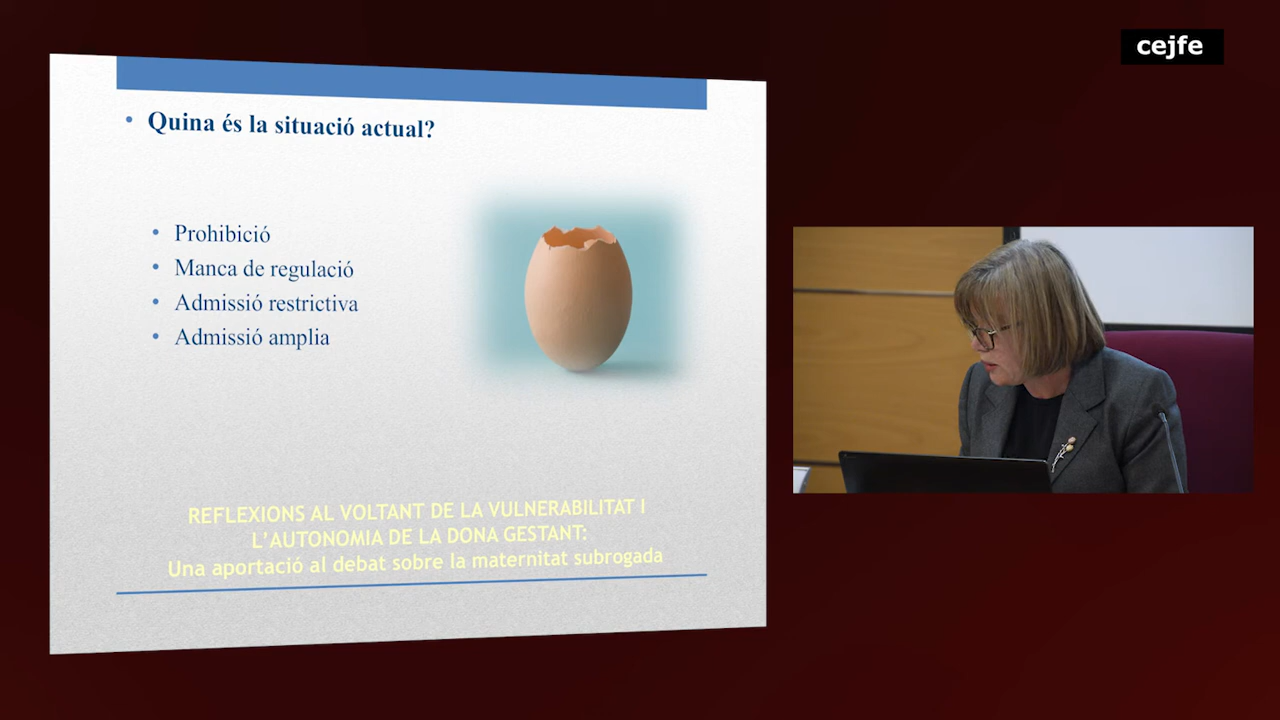 cejfe
• Quina és la situació actual?
• Prohibició
• Manca de regulació
• Admissió restrictiva
• Admissió amplia
REFLEXIONS AL VOLTANT DE LA VULNERABILITAT I
L'AUTONOMIA DE LA DONA GESTANT:
Una aportació al debat sobre la maternitat subrogada